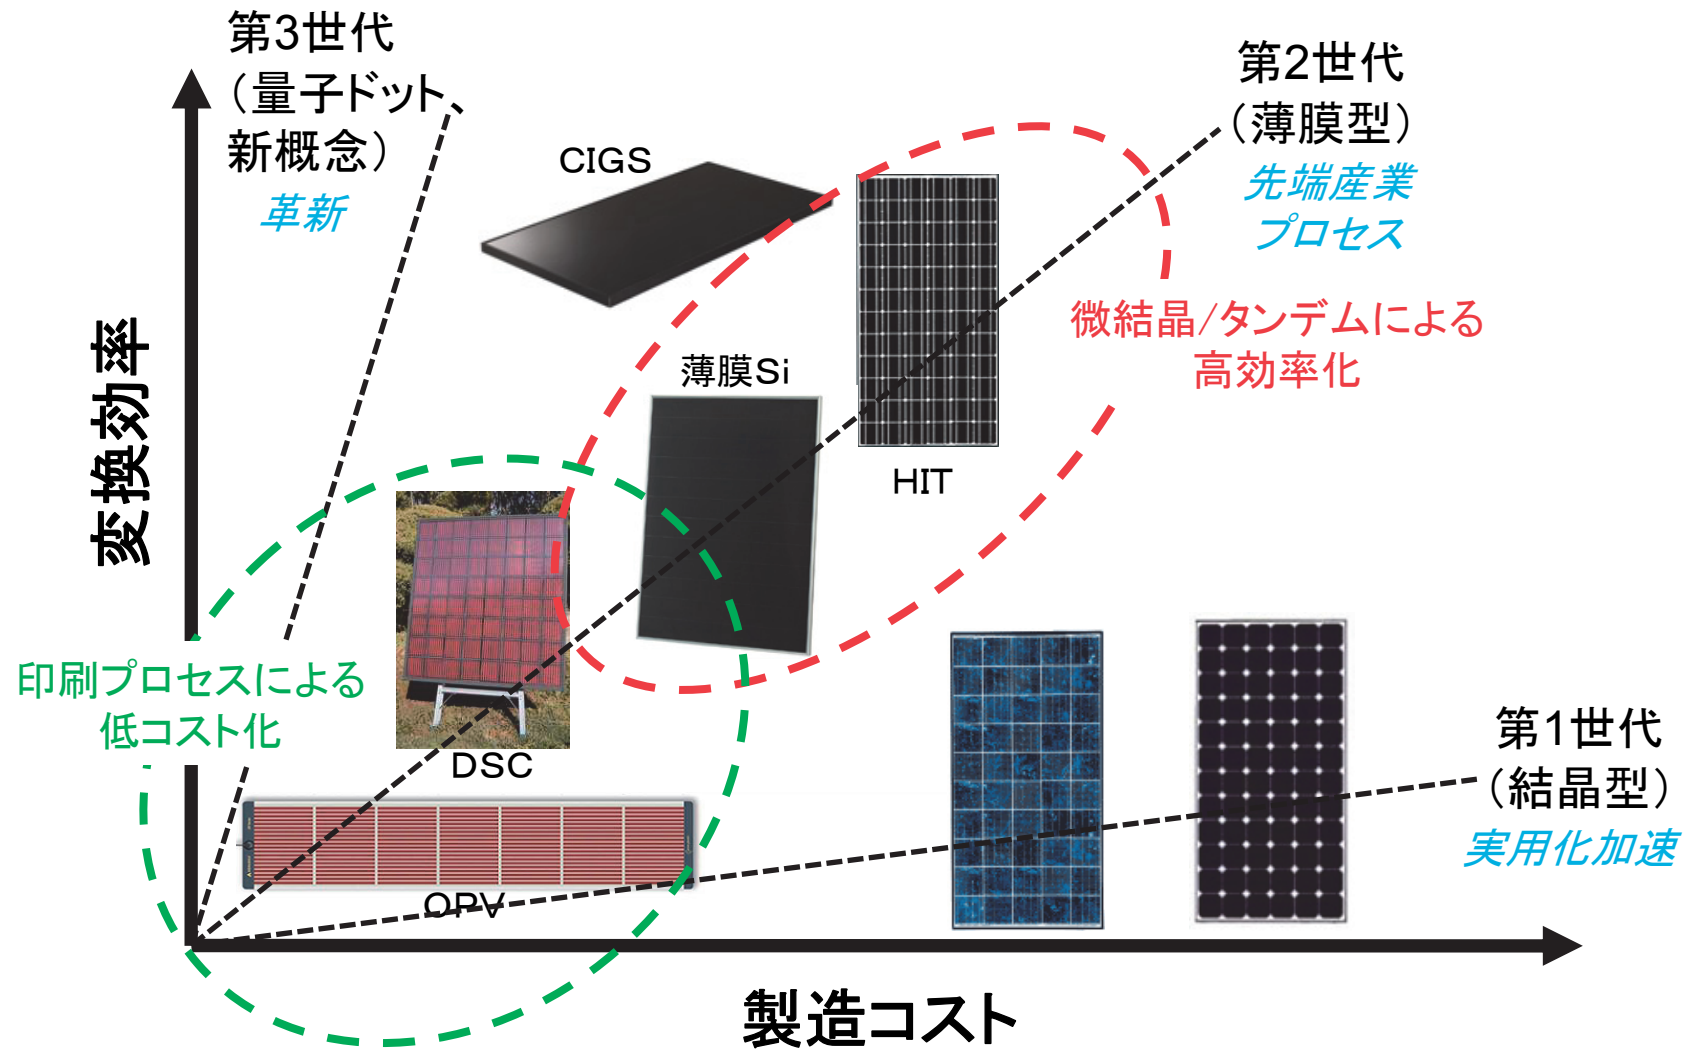 第3世代
（量子ドット、
新概念）
革新
CIGS
第2世代
（薄膜型）
先端産業
プロセス
微結晶/タンデムによる
高効率化
薄膜Si
HIT
変換効率
印刷プロセスによる
低コスト化
DSC
OPV
第1世代
（結晶型）
実用化加速
製造コスト